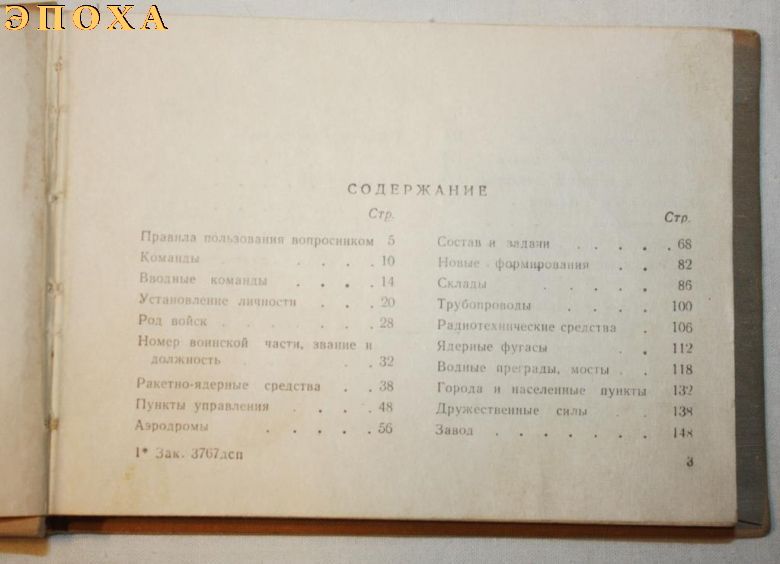 ЭПОХА
СОДЕРЖАНИЕ
Стр.
Правила пользования вопросником 5
Команды . . . . 10
Вводные команды . . . . 14
Установление личности . . . . 20
Род войск . . . . . . . . 28
Номер воинской части, звание и
должность . . . . . . . 32
Ракетно-ядерные средства . . 38
Пункты управления . . . . 48
Аэродромы . . . . . 56
1* Зак. 3767дсп
Стр.
Состав и задачи . . . . . 68
Новые формирования . . 82
Склады . . . . . 86
Трубопроводы . . . . . 100
Радиотехнические средства . 106
Ядерные фугасы . . 112
Водные преграды, мосты . . 118
Города и населенные пункты 132
Дружественные силы . . 138
Завод . . . . . . . 148
3